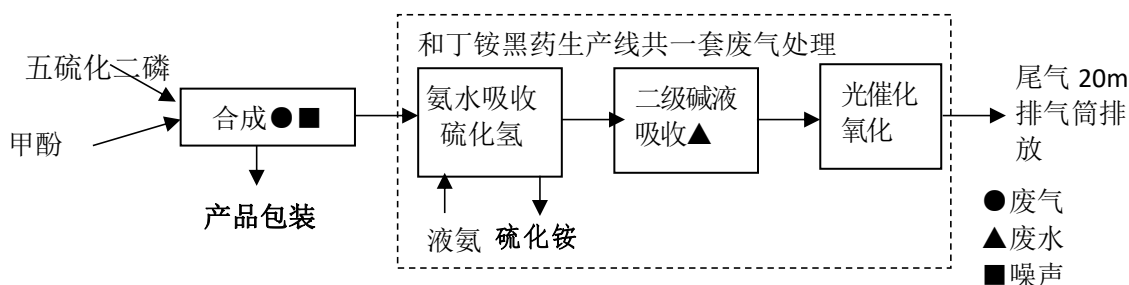 和丁铵黑药生产线共一套废气处理
五硫化二磷
甲酚
合成●■
产品包装
氨水吸收
硫化氢
液氨
硫化铵
二级碱液
吸收▲
光催化
氧化
尾气 20m
排气筒排
放
●废气
▲废水
■噪声